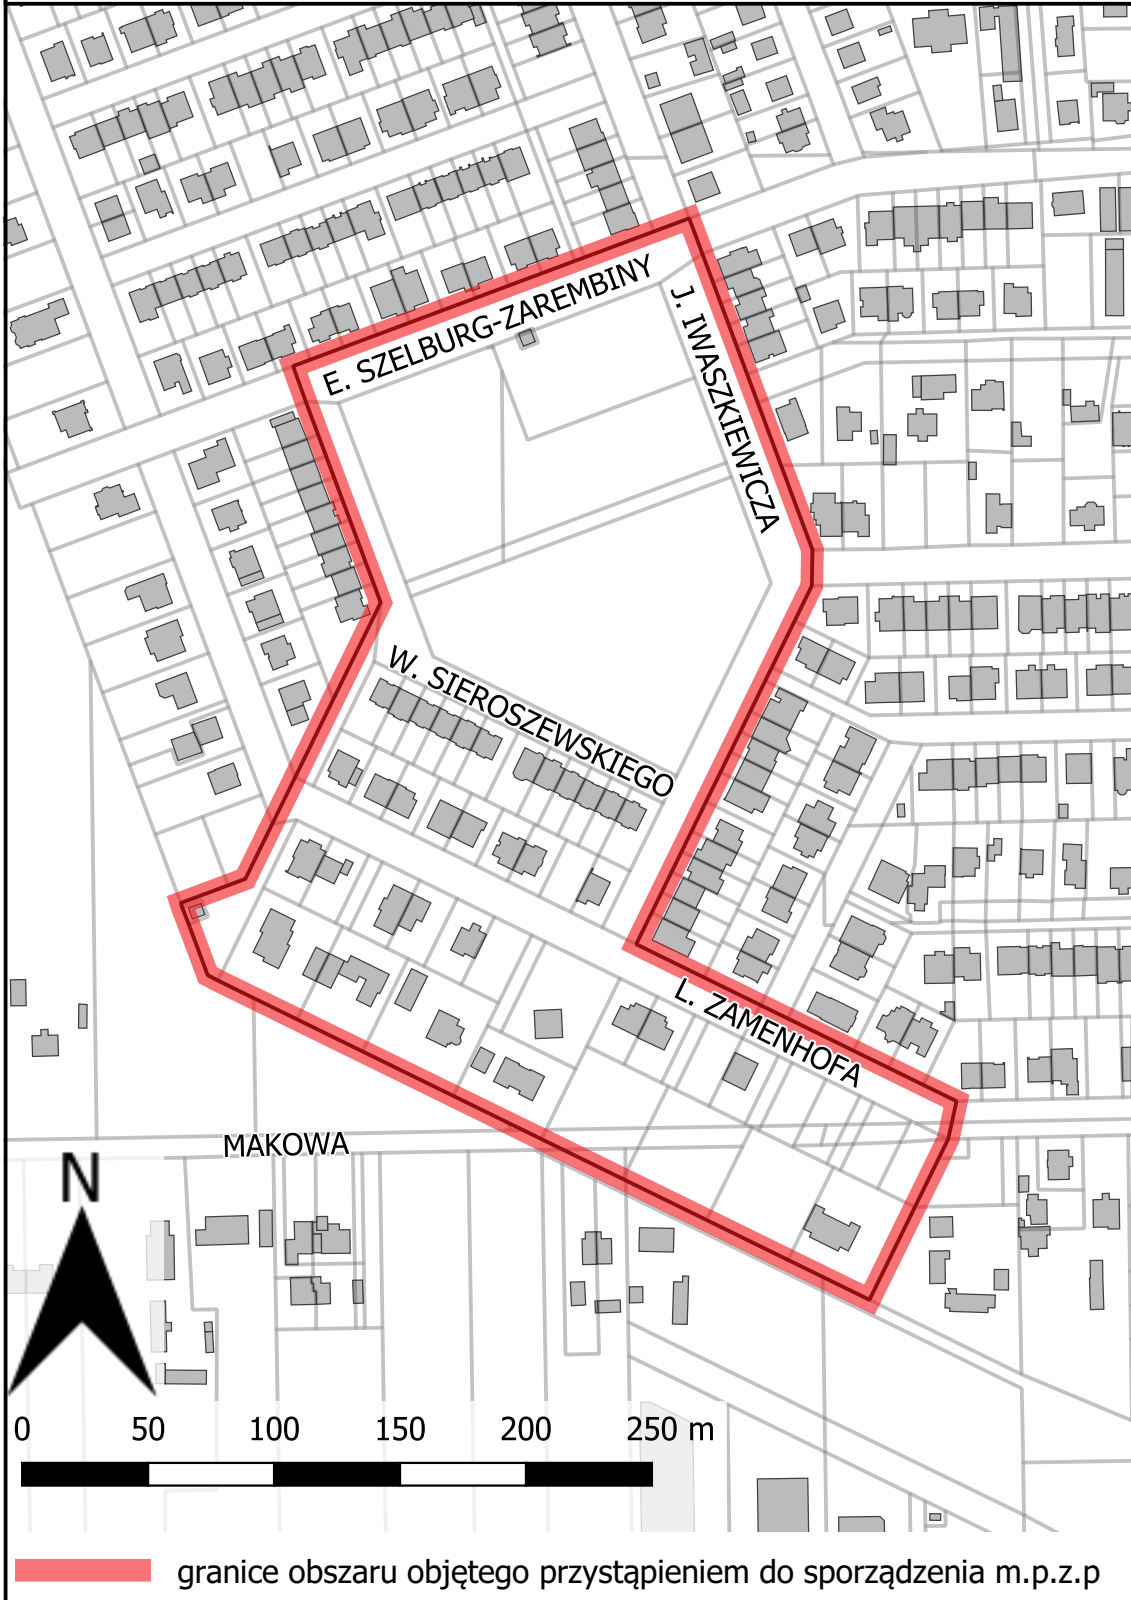 E. SZELBURG-ZAREMBINY
J. IWASZKIEWICZA
W. SIEROSZEWSKIEGO
L. ZAMENHOFA
MAKOWA
N
0 50 100 150 200 250 m
granice obszaru objętego przystąpieniem do sporządzenia m.p.z.p